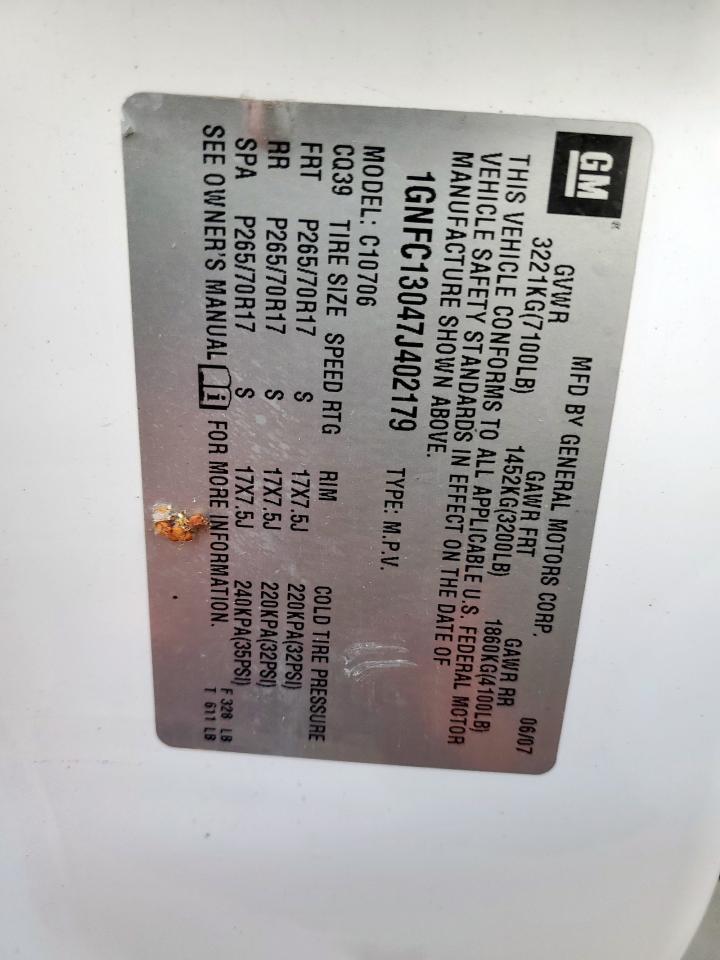 GM ®
MFD BY GENERAL MOTORS CORP. 06/07
GVWR GAWR FRT GAWR RR
3221KG(7100LB) 1452KG(3200LB) 1860KG(4100LB)
THIS VEHICLE CONFORMS TO ALL APPLICABLE U.S. FEDERAL MOTOR
VEHICLE SAFETY STANDARDS IN EFFECT ON THE DATE OF
MANUFACTURE SHOWN ABOVE.
1GNFC13047J402179 TYPE: M.P.V.
MODEL: C10706
CQ39 TIRE SIZE SPEED RTG RIM COLD TIRE PRESSURE
FRT P265/70R17 S 17X7.5J 220KPA(32PSI)
RR P265/70R17 S 17X7.5J 220KPA(32PSI)
SPA P265/70R17 S 17X7.5J 240KPA(35PSI)
SEE OWNER'S MANUAL i FOR MORE INFORMATION.
F 328 LB
T 611 LB